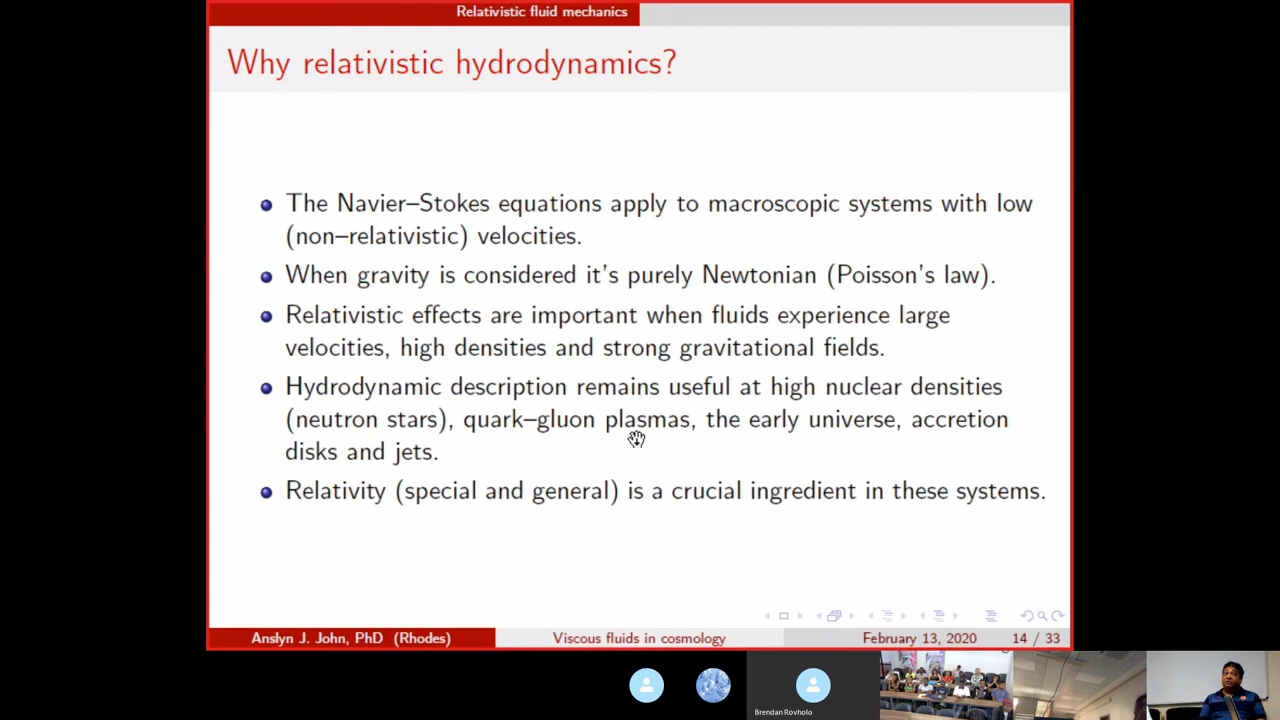 Relativistic fluid mechanics
Why relativistic hydrodynamics?
The Navier–Stokes equations apply to macroscopic systems with low
(non–relativistic) velocities.
When gravity is considered it's purely Newtonian (Poisson's law).
Relativistic effects are important when fluids experience large
velocities, high densities and strong gravitational fields.
Hydrodynamic description remains useful at high nuclear densities
(neutron stars), quark–gluon plasmas, the early universe, accretion
disks and jets.
Relativity (special and general) is a crucial ingredient in these systems.
Anslyn J. John, PhD (Rhodes) Viscous fluids in cosmology February 13, 2020 14 / 33
Brendan Rovholo